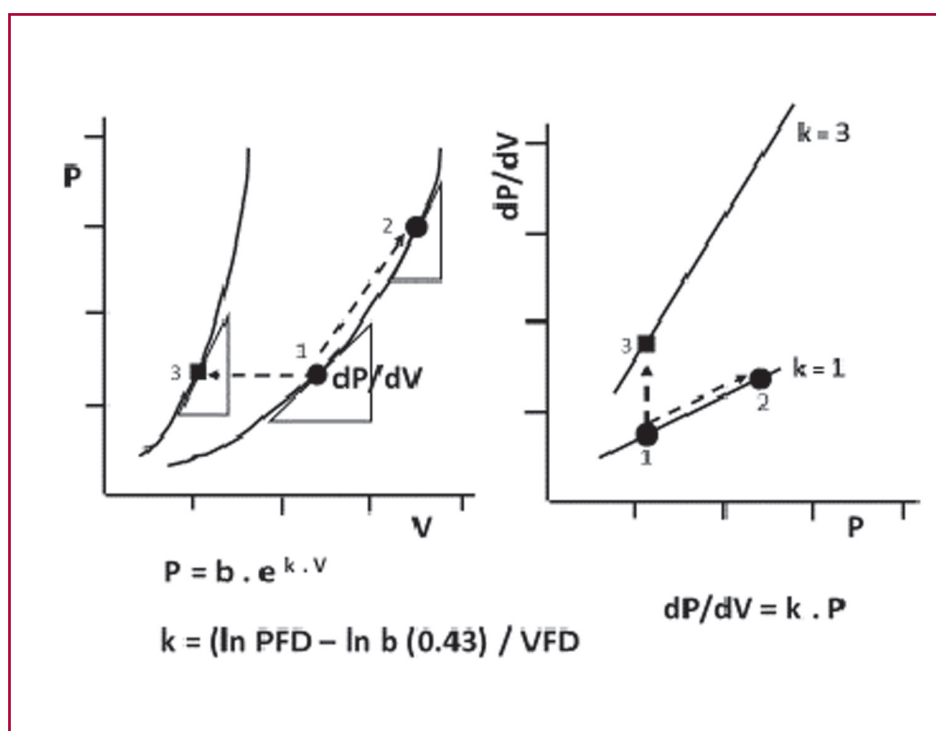 P
2
1
3
dP/dV
V
P = b . e k . V
k = (ln PFD – ln b (0.43) / VFD
dP/dV
k = 3
3
k = 1
2
1
P
dP/dV = k . P